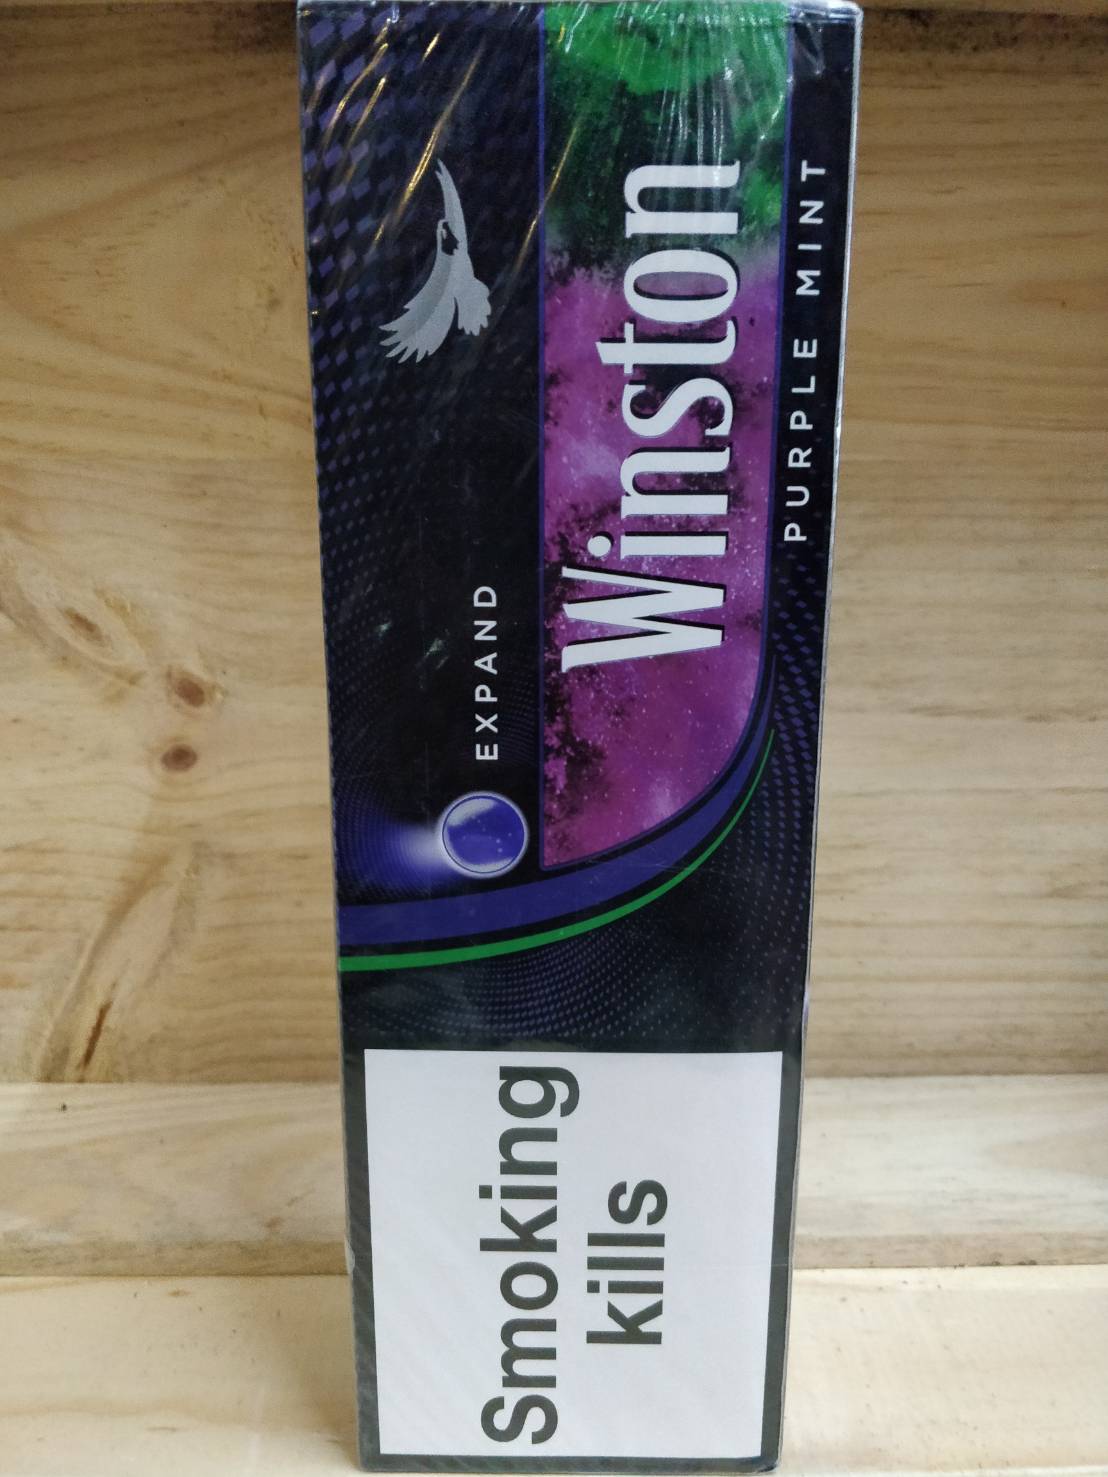 EXPAND
Winston
PURPLE MINT
Smoking
kills